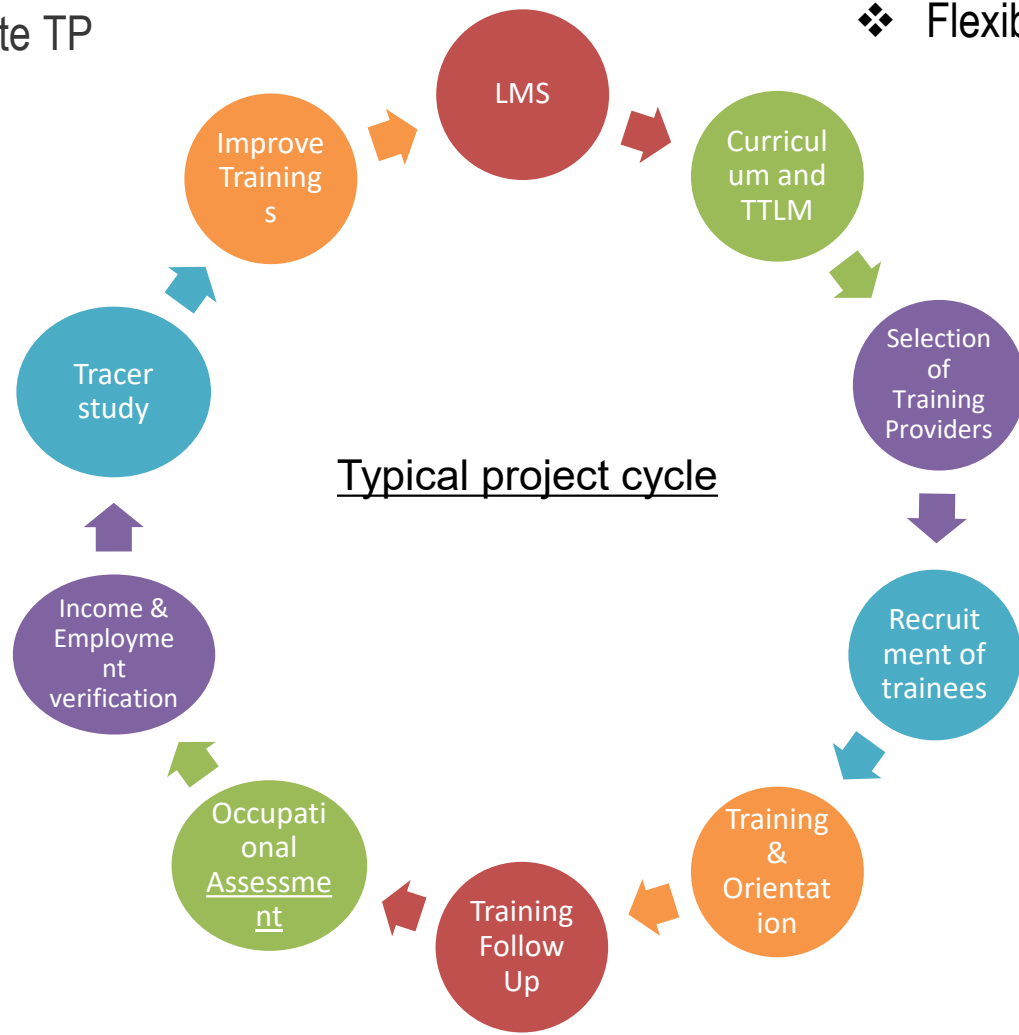 te TP
❖ Flexib
LMS
Curricul
um and
TTLM
Selection
of
Training
Providers
Recruit
ment of
trainees
Training
&
Orientat
ion
Training
Follow
Up
Occupati
onal
Assessme
nt
Income &
Employme
nt
verification
Tracer
study
Improve
Training
s
Typical project cycle